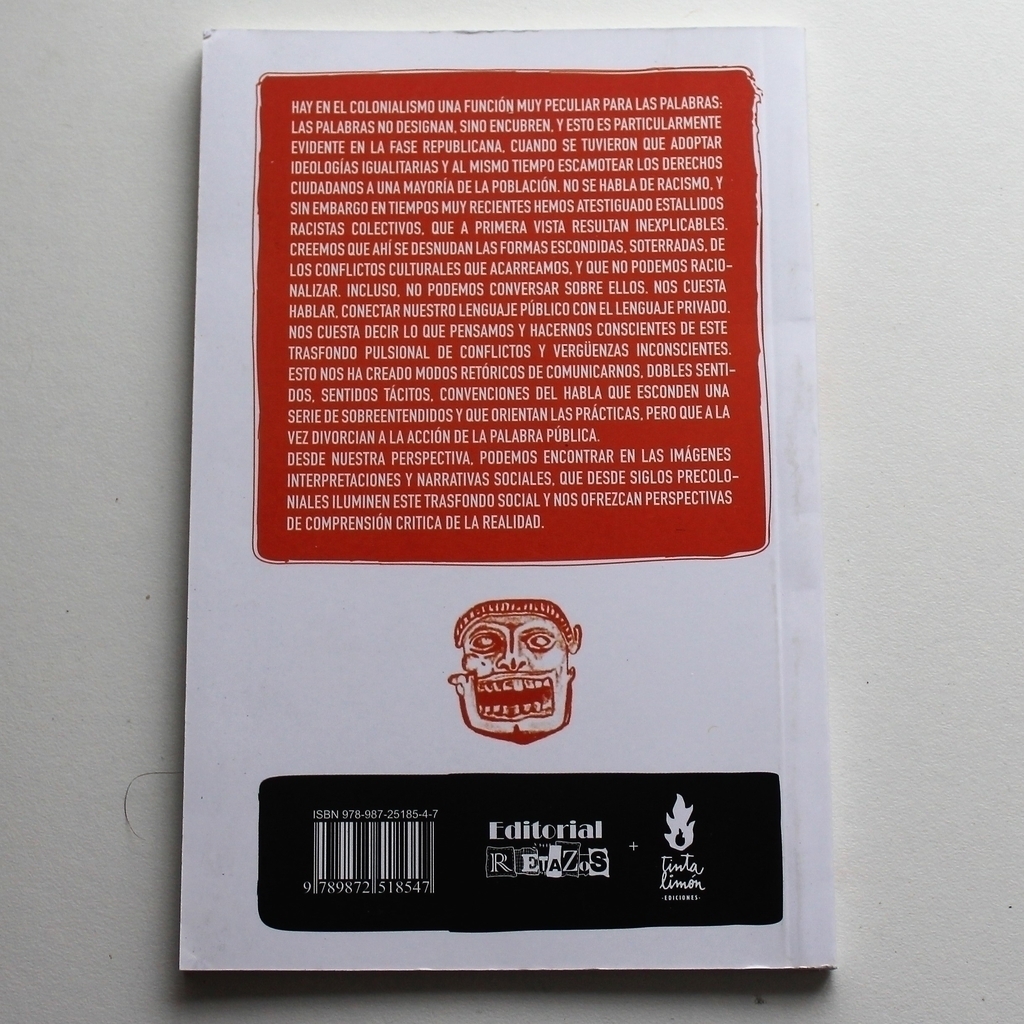 HAY EN EL COLONIALISMO UNA FUNCIÓN MUY PECULIAR PARA LAS PALABRAS:
LAS PALABRAS NO DESIGNAN, SINO ENCUBREN, Y ESTO ES PARTICULARMENTE
EVIDENTE EN LA FASE REPUBLICANA, CUANDO SE TUVIERON QUE ADOPTAR
IDEOLOGÍAS IGUALITARIAS Y AL MISMO TIEMPO ESCAMOTEAR LOS DERECHOS
CIUDADANOS A UNA MAYORÍA DE LA POBLACIÓN. NO SE HABLA DE RACISMO, Y
SIN EMBARGO EN TIEMPOS MUY RECIENTES HEMOS ATESTIGUADO ESTALLIDOS
RACISTAS COLECTIVOS, QUE A PRIMERA VISTA RESULTAN INEXPLICABLES.
CREEMOS QUE AHÍ SE DESNUDAN LAS FORMAS ESCONDIDAS, SOTERRADAS, DE
LOS CONFLICTOS CULTURALES QUE ACARREAMOS, Y QUE NO PODEMOS RACIO-
NALIZAR. INCLUSO, NO PODEMOS CONVERSAR SOBRE ELLOS. NOS CUESTA
HABLAR, CONECTAR NUESTRO LENGUAJE PÚBLICO CON EL LENGUAJE PRIVADO.
NOS CUESTA DECIR LO QUE PENSAMOS Y HACERNOS CONSCIENTES DE ESTE
TRASFONDO PULSIONAL DE CONFLICTOS Y VERGÜENZAS INCONSCIENTES.
ESTO NOS HA CREADO MODOS RETÓRICOS DE COMUNICARNOS, DOBLES SENTI-
DOS, SENTIDOS TÁCITOS, CONVENCIONES DEL HABLA QUE ESCONDEN UNA
SERIE DE SOBREENTENDIDOS Y QUE ORIENTAN LAS PRÁCTICAS, PERO QUE A LA
VEZ DIVORCIAN A LA ACCIÓN DE LA PALABRA PÚBLICA.
DESDE NUESTRA PERSPECTIVA, PODEMOS ENCONTRAR EN LAS IMÁGENES
INTERPRETACIONES Y NARRATIVAS SOCIALES, QUE DESDE SIGLOS PRECOLO-
NIALES ILUMINEN ESTE TRASFONDO SOCIAL Y NOS OFREZCAN PERSPECTIVAS
DE COMPRENSIÓN CRITICA DE LA REALIDAD.
ISBN 978-987-25185-4-7
9 789872 518547
Editorial
RETAZOS
+
tinta
limón
·EDICIONES·